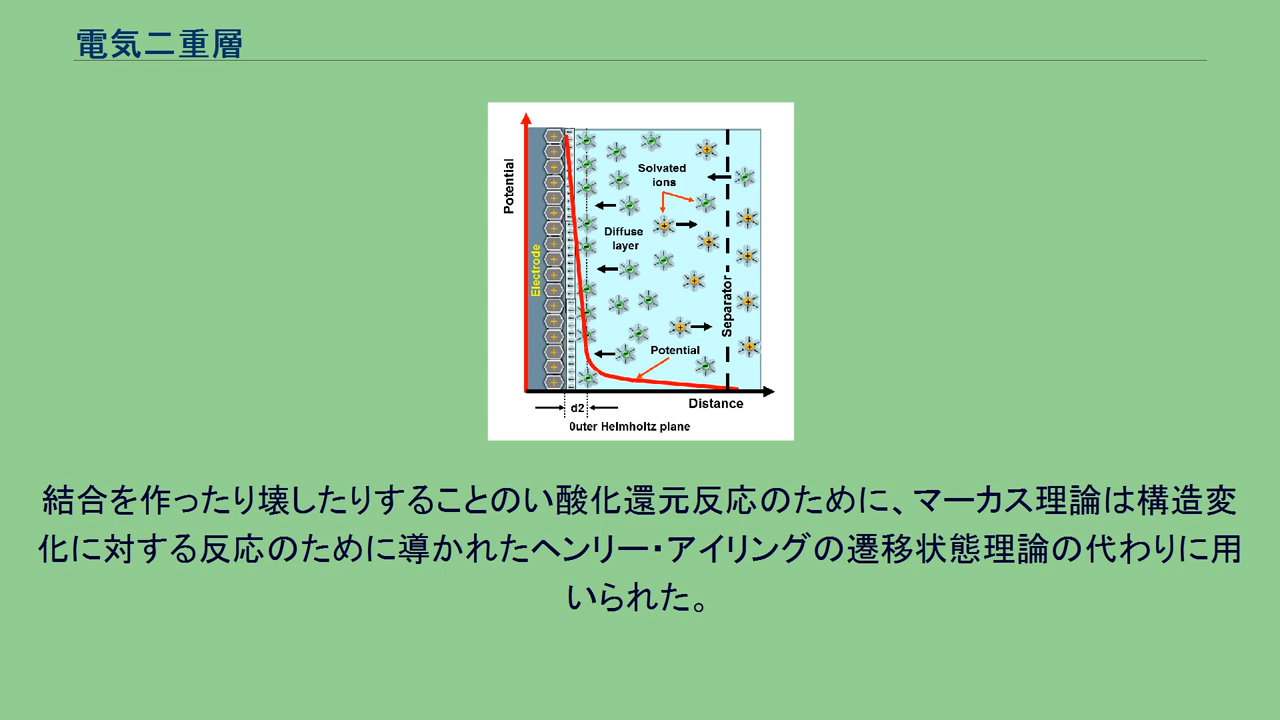 電気二重層
Potential
Electrode
Solvated
ions
Diffuse
layer
Separator
Potential
Distance
d2
0uter Helmholtz plane
結合を作ったり壊したりすることのい酸化還元反応のために、マーカス理論は構造変
化に対する反応のために導かれたヘンリー・アイリングの遷移状態理論の代わりに用
いられた。